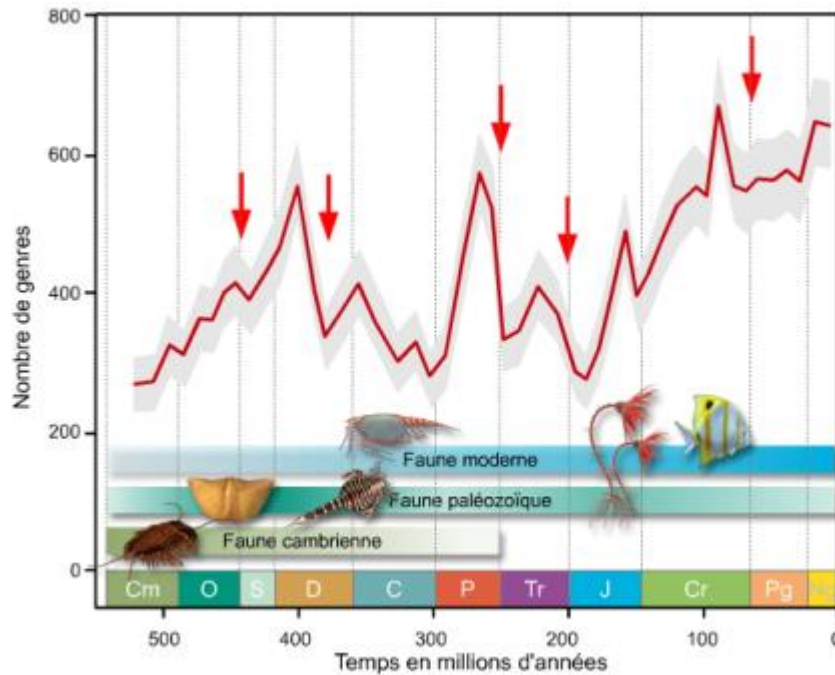 800
600
400
200
0
Nombre de genres
Faune moderne
Faune paléozoïque
Faune cambrienne
Cm O S D C P Tr J Cr Pg
500 400 300 200 100 0
Temps en millions d'années